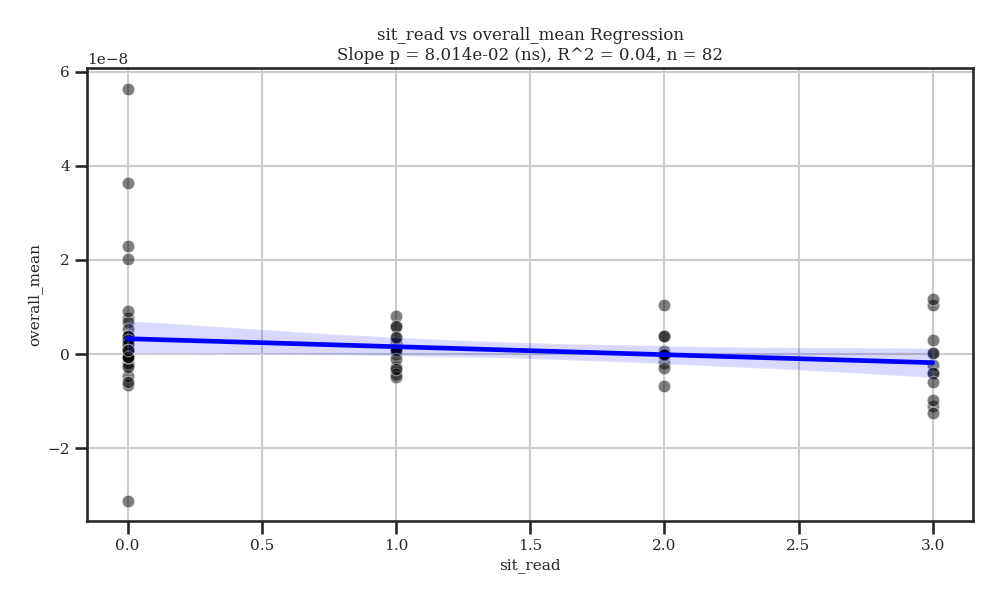 sit_read vs overall_mean Regression
Slope p = 8.014e-02 (ns), R^2 = 0.04, n = 82
1e−8
6
4
2
0
−2
overall_mean
0.0 0.5 1.0 1.5 2.0 2.5 3.0
sit_read